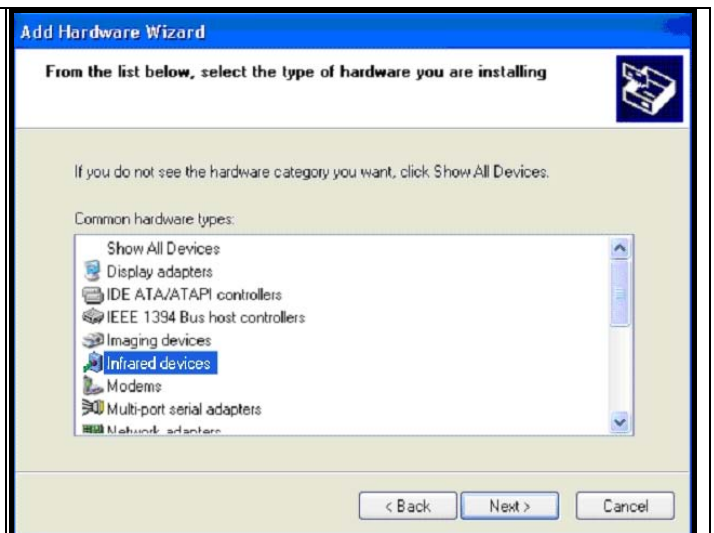 Add Hardware Wizard
From the list below, select the type of hardware you are installing
If you do not see the hardware category you want, click Show All Devices.
Common hardware types:
Show All Devices
Display adapters
IDE ATA/ATAPI controllers
IEEE 1394 Bus host controllers
Imaging devices
Infrared devices
Modems
Multi-port serial adapters
Network adapters
< Back
Next >
Cancel